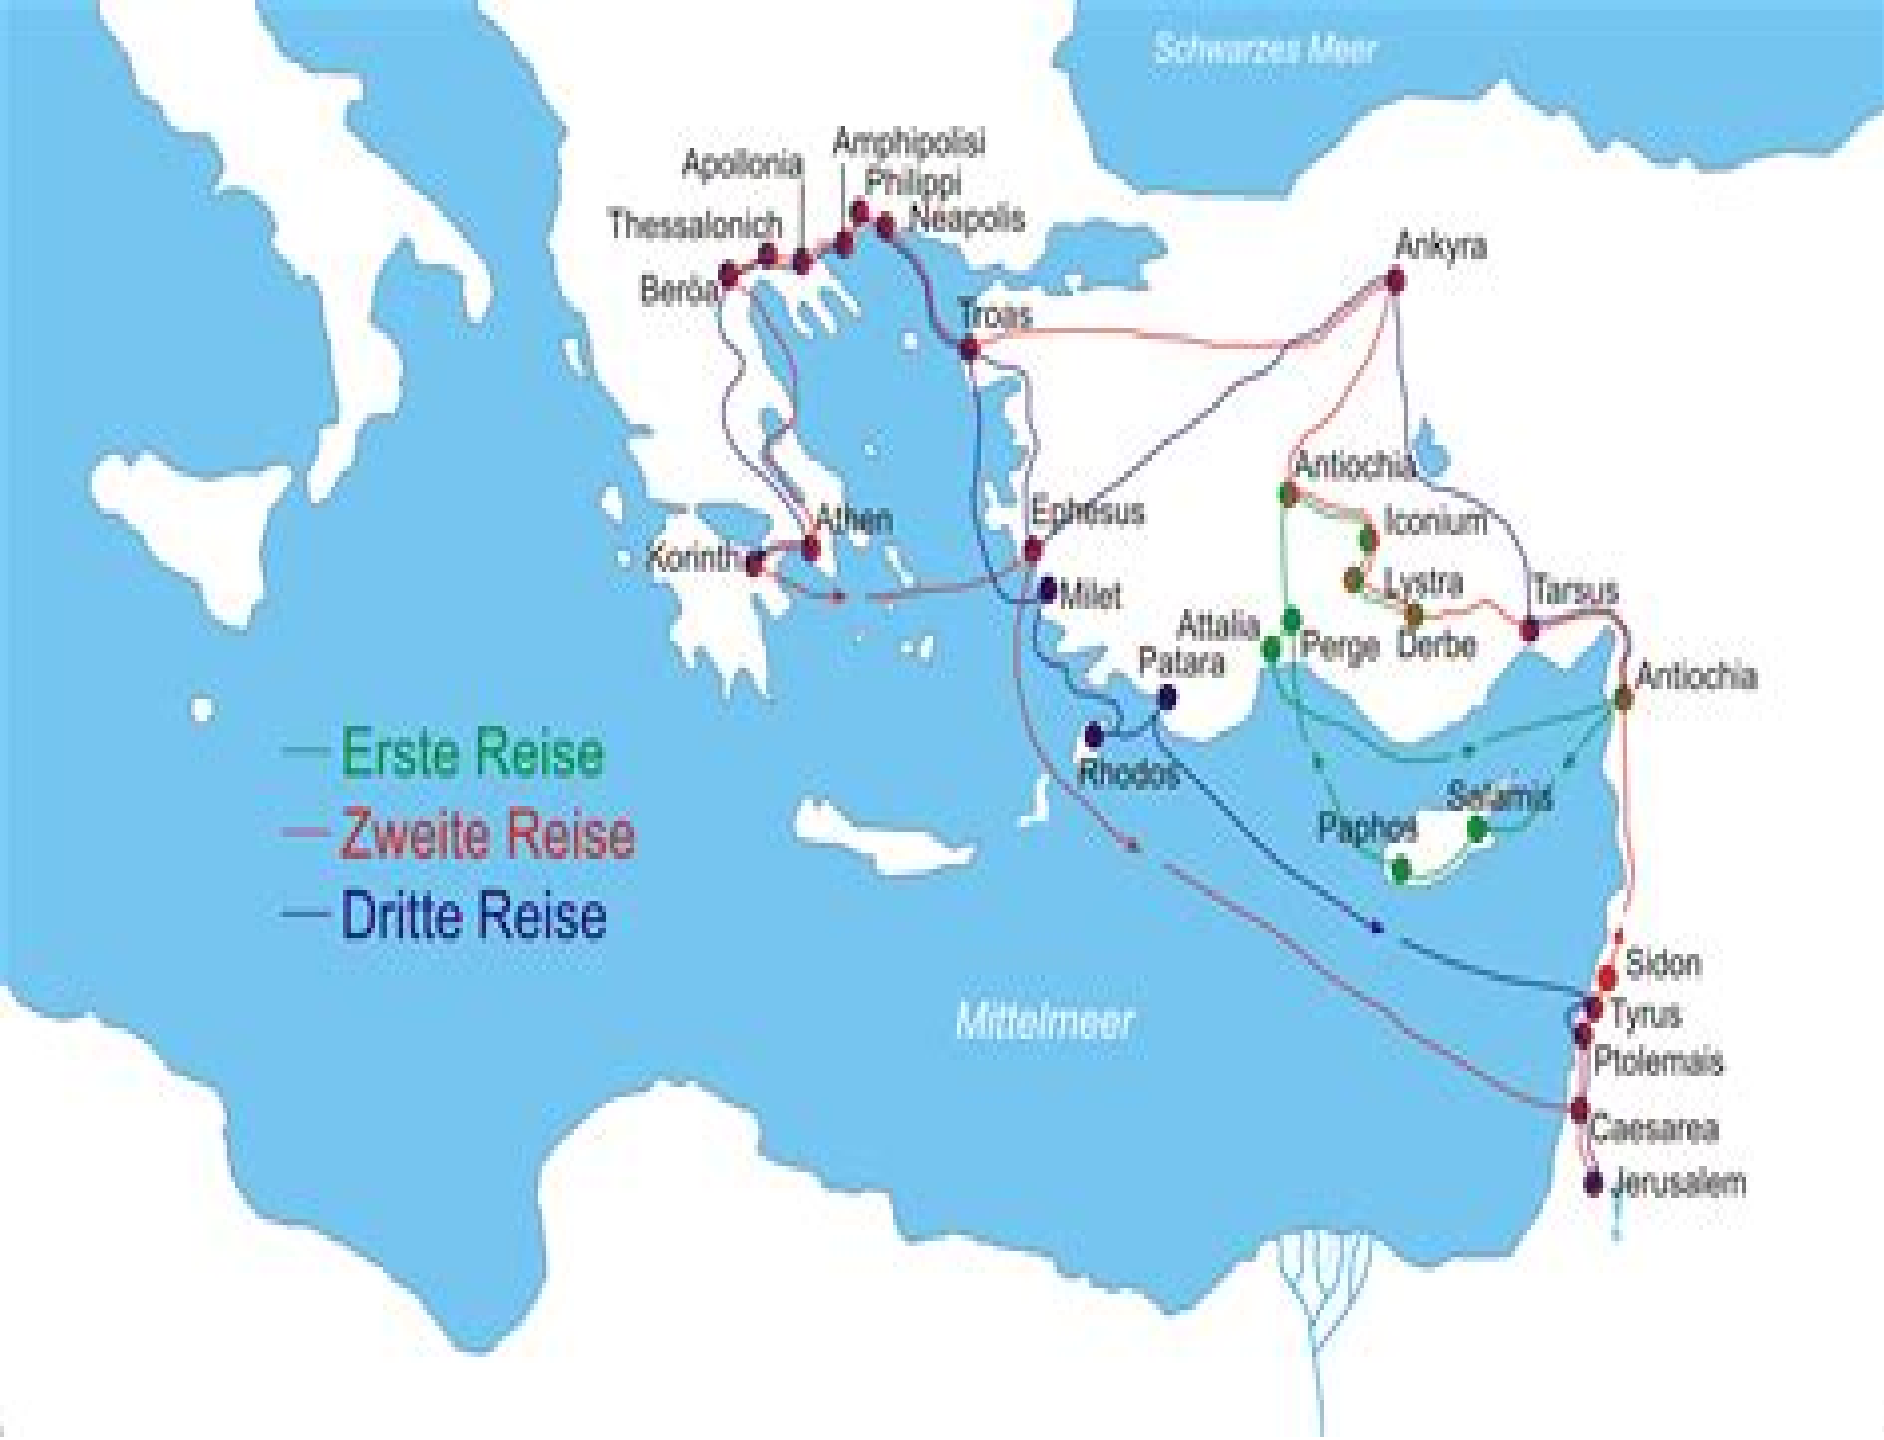 Schwarzes Meer
Amphipolisi
Apollonia
Philippi
Thessalonich
Neapolis
Ankyra
Beröa
Troas
Antiochia
Ephesus
Athen
Iconium
Korinth
Lystra
Tarsus
Milet
Attalia
Perge
Derbe
Patara
Antiochia
Erste Reise
Rhodos
Salamis
Zweite Reise
Paphos
Dritte Reise
Sidon
Mittelmeer
Tyrus
Ptolemais
Caesarea
Jerusalem